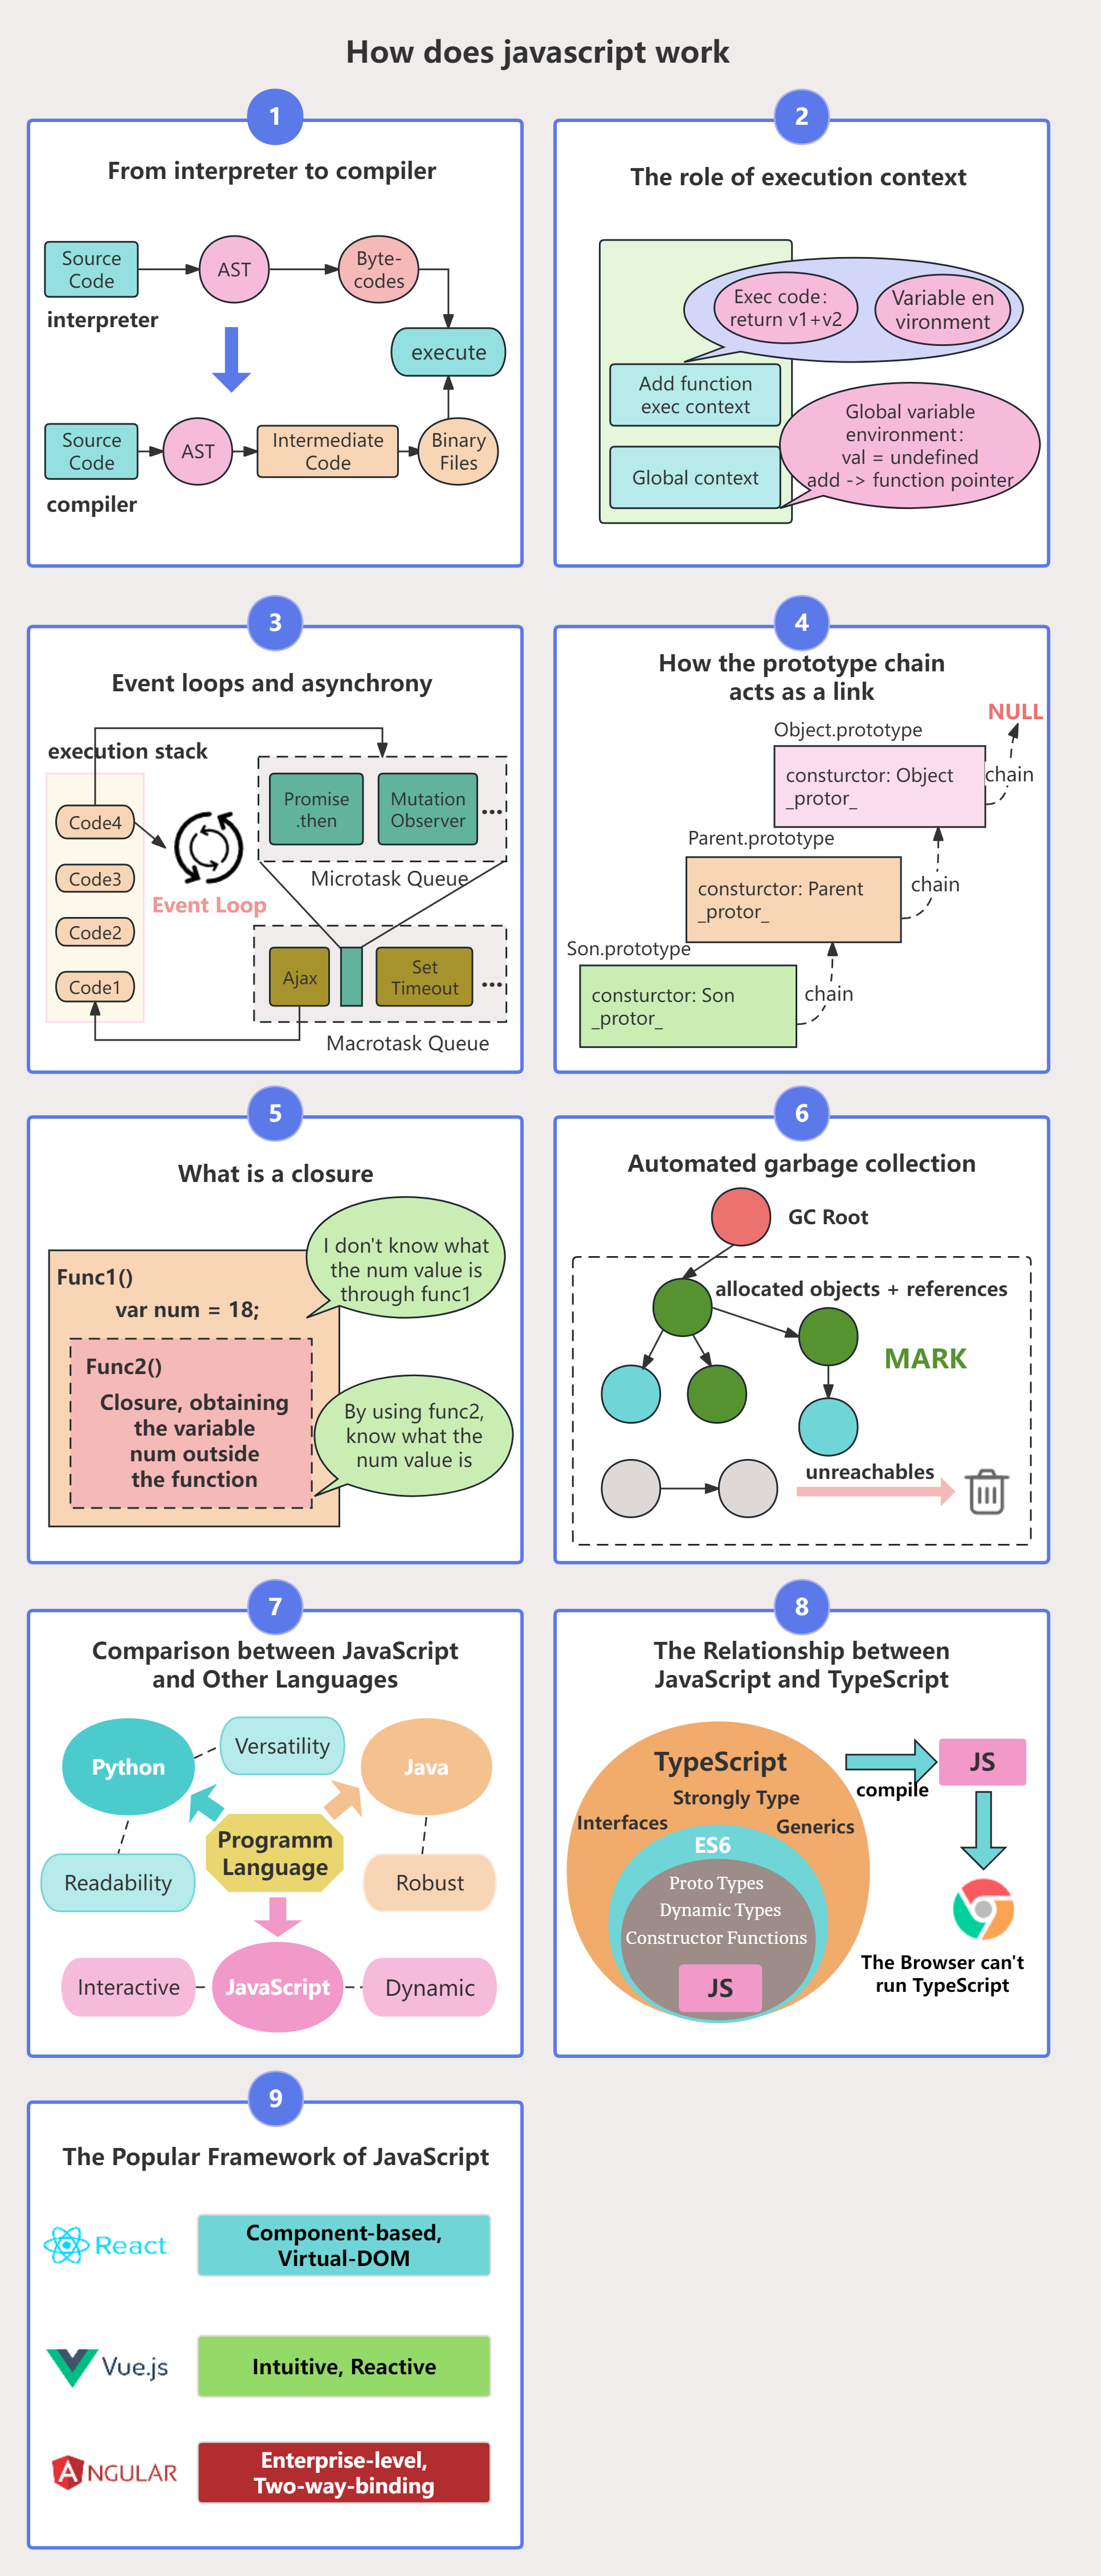 How does javascript work
1
From interpreter to compiler
Source
Code
AST
Byte-
codes
interpreter
execute
Source
Code
AST
Intermediate
Code
Binary
Files
compiler
2
The role of execution context
Exec code:
return v1+v2
Variable en
vironment
Add function
exec context
Global context
Global variable
environment:
val = undefined
add -> function pointer
3
Event loops and asynchrony
execution stack
Code4
Code3
Code2
Code1
Event Loop
Promise
.then
Mutation
Observer
...
Microtask Queue
Ajax
Set
Timeout
...
Macrotask Queue
4
How the prototype chain
acts as a link
NULL
Object.prototype
consturctor: Object
_protor_
chain
Parent.prototype
consturctor: Parent
_protor_
chain
Son.prototype
consturctor: Son
_protor_
chain
5
What is a closure
I don't know what
the num value is
through func1
Func1()
var num = 18;
Func2()
Closure, obtaining
the variable
num outside
the function
By using func2,
know what the
num value is
6
Automated garbage collection
GC Root
allocated objects + references
MARK
unreachables
7
Comparison between JavaScript
and Other Languages
Python
Versatility
Java
Programm
Language
Readability
Robust
Interactive
JavaScript
Dynamic
8
The Relationship between
JavaScript and TypeScript
TypeScript
Strongly Type
Interfaces
Generics
ES6
Proto Types
Dynamic Types
Constructor Functions
JS
compile
JS
The Browser can't
run TypeScript
9
The Popular Framework of JavaScript
React
Component-based,
Virtual-DOM
Vue.js
Intuitive, Reactive
ANGULAR
Enterprise-level,
Two-way-binding